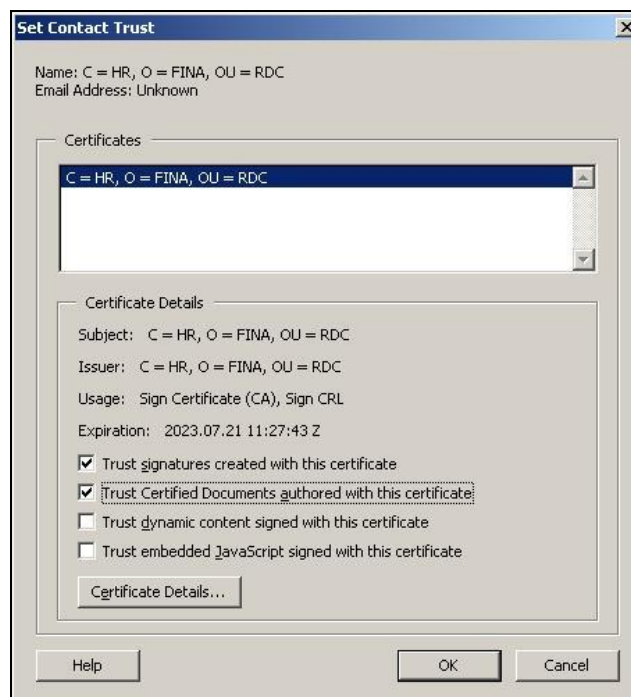 Set Contact Trust
Name: C = HR, O = FINA, OU = RDC
Email Address: Unknown
Certificates
C = HR, O = FINA, OU = RDC
Certificate Details
Subject: C = HR, O = FINA, OU = RDC
Issuer: C = HR, O = FINA, OU = RDC
Usage: Sign Certificate (CA), Sign CRL
Expiration: 2023.07.21 11:27:43 Z
Trust signatures created with this certificate
Trust Certified Documents authored with this certificate
Trust dynamic content signed with this certificate
Trust embedded JavaScript signed with this certificate
Certificate Details...
Help OK Cancel